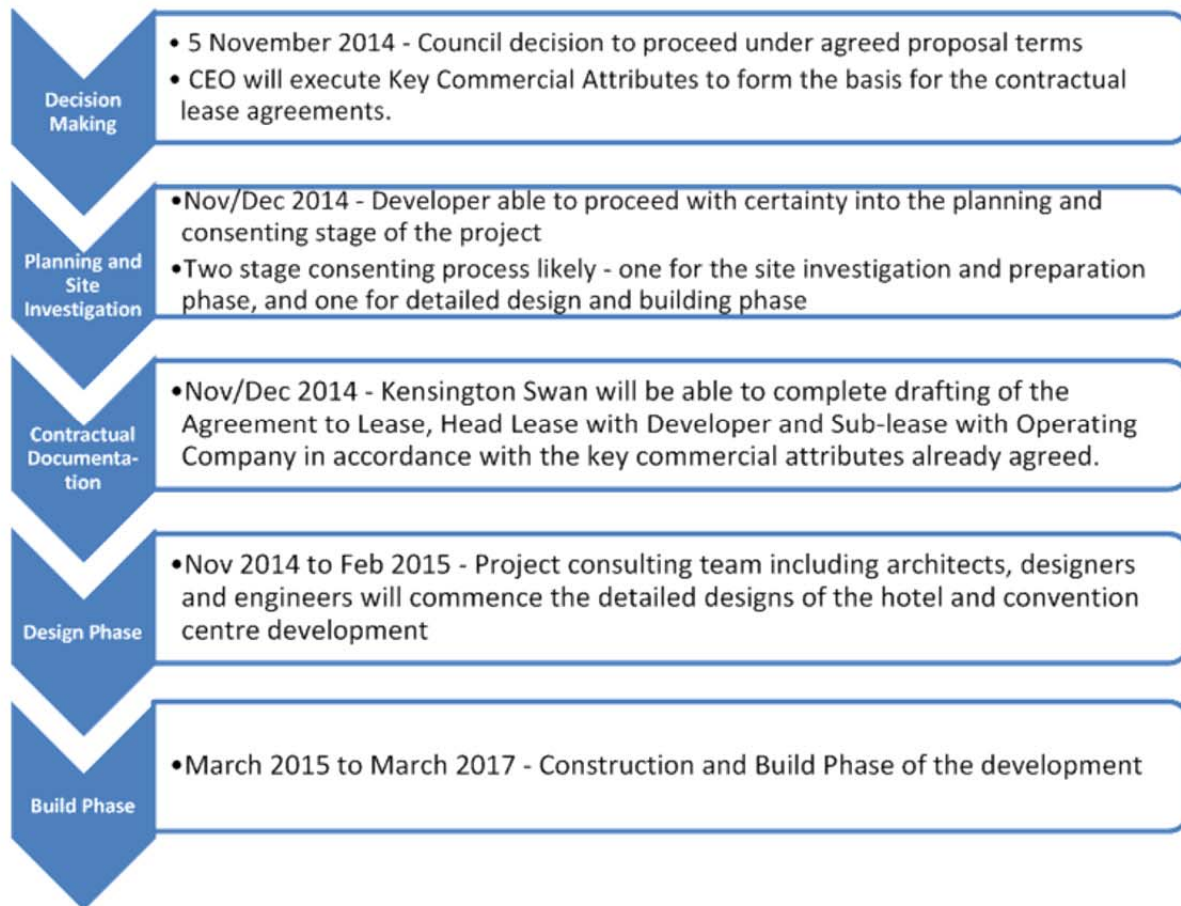 Decision
Making
• 5 November 2014 - Council decision to proceed under agreed proposal terms
• CEO will execute Key Commercial Attributes to form the basis for the contractual
lease agreements.
Planning and
Site
Investigation
•Nov/Dec 2014 - Developer able to proceed with certainty into the planning and
consenting stage of the project
•Two stage consenting process likely - one for the site investigation and preparation
phase, and one for detailed design and building phase
Contractual
Documenta-
tion
•Nov/Dec 2014 - Kensington Swan will be able to complete drafting of the
Agreement to Lease, Head Lease with Developer and Sub-lease with Operating
Company in accordance with the key commercial attributes already agreed.
Design Phase
•Nov 2014 to Feb 2015 - Project consulting team including architects, designers
and engineers will commence the detailed designs of the hotel and convention
centre development
Build Phase
•March 2015 to March 2017 - Construction and Build Phase of the development